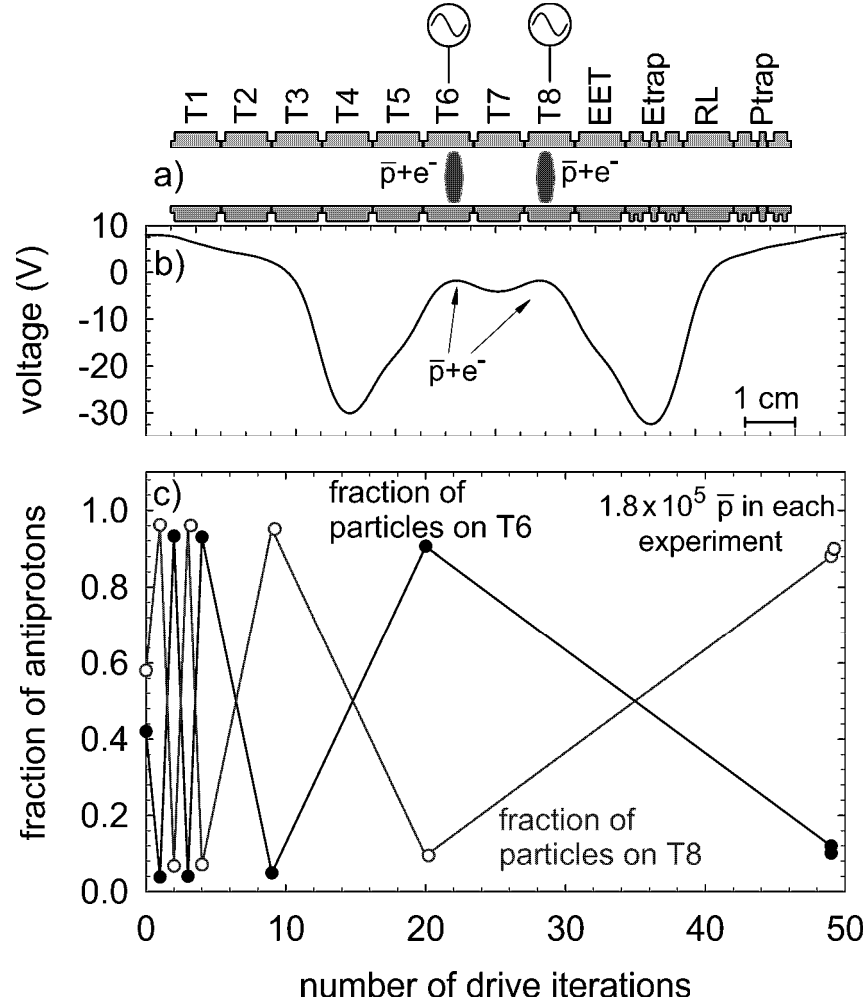 T1 T2 T3 T4 T5 T6 T7 T8 EET Etrap RL Ptrap
a) p̄+e⁻ p̄+e⁻
10
0
-10
-20
-30
voltage (V)
b)
p̄+e⁻
1 cm
c)
fraction of
particles on T6
1.8x10⁵ p̄ in each
experiment
1.0
0.8
0.6
0.4
0.2
0.0
fraction of antiprotons
fraction of
particles on T8
0 10 20 30 40 50
number of drive iterations